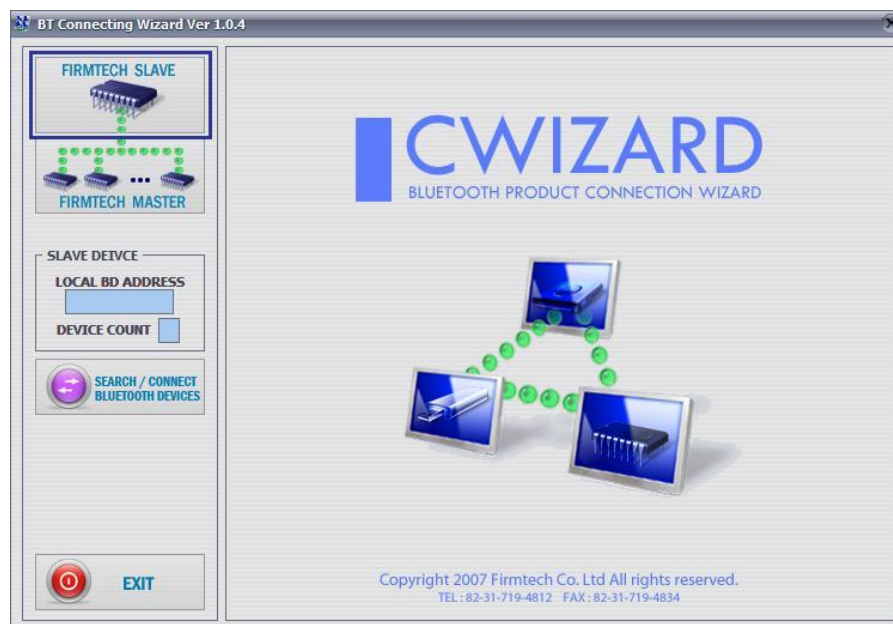 BT Connecting Wizard Ver 1.0.4
FIRMTECH SLAVE
FIRMTECH MASTER
SLAVE DEIVCE
LOCAL BD ADDRESS
DEVICE COUNT
SEARCH / CONNECT
BLUETOOTH DEVICES
EXIT
CWIZARD
BLUETOOTH PRODUCT CONNECTION WIZARD
Copyright 2007 Firmtech Co. Ltd All rights reserved.
TEL : 82-31-719-4812 FAX : 82-31-719-4834